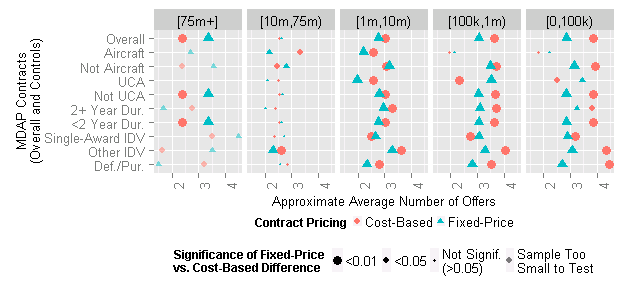 [75m+] [10m,75m) [1m,10m) [100k,1m) [0,100k)
MDAP Contracts
(Overall and Controls)
Overall
Aircraft
Not Aircraft
UCA
Not UCA
2+ Year Dur.
<2 Year Dur.
Single-Award IDV
Other IDV
Def./Pur.
2 3 4 2 3 4 2 3 4 2 3 4 2 3 4
Approximate Average Number of Offers
Contract Pricing Cost-Based Fixed-Price
Significance of Fixed-Price
vs. Cost-Based Difference
<0.01 <0.05
Not Signif.
(>0.05)
Sample Too
Small to Test